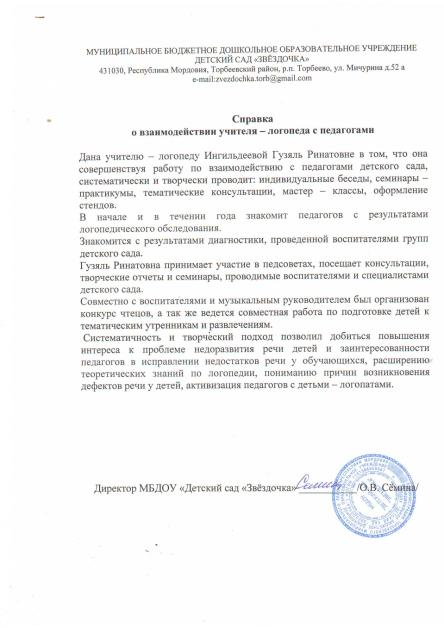 МУНИЦИПАЛЬНОЕ БЮДЖЕТНОЕ ДОШКОЛЬНОЕ ОБРАЗОВАТЕЛЬНОЕ УЧРЕЖДЕНИЕ
ДЕТСКИЙ САД «ЗВЁЗДОЧКА»
431030, Республика Мордовия, Торбеевский район, р.п. Торбеево, ул. Мичурина д.52 а
e-mail:zvezdochka.torb@gmail.com
Справка
о взаимодействии учителя – логопеда с педагогами
Дана учителю – логопеду Ингильдеевой Гузяль Ринатовне в том, что она
совершенствуя работу по взаимодействию с педагогами детского сада,
систематически и творчески проводит: индивидуальные беседы, семинары –
практикумы, тематические консультации, мастер – классы, оформление
стендов.
В начале и в течении года знакомит педагогов с результатами
логопедического обследования.
Знакомится с результатами диагностики, проведенной воспитателями групп
детского сада.
Гузяль Ринатовна принимает участие в педсоветах, посещает консультации,
творческие отчеты и семинары, проводимые воспитателями и специалистами
детского сада.
Совместно с воспитателями и музыкальным руководителем был организован
конкурс чтецов, а так же ведется совместная работа по подготовке детей к
тематическим утренникам и развлечениям.
Систематичность и творческий подход позволил добиться повышения
интереса к проблеме недоразвития речи детей и заинтересованности
педагогов в исправлении недостатков речи у обучающихся, расширению
теоретических знаний по логопедии, пониманию причин возникновения
дефектов речи у детей, активизация педагогов с детьми – логопатами.
Директор МБДОУ «Детский сад «Звёздочка» /О.В. Сёмина/